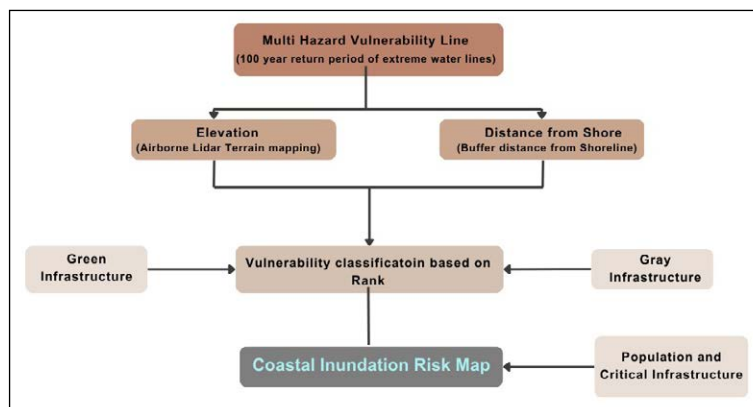 Multi Hazard Vulnerability Line
(100 year return period of extreme water lines)
Elevation
(Airborne Lidar Terrain mapping)
Distance from Shore
(Buffer distance from Shoreline)
Green
Infrastructure
Vulnerability classificatoin based on
Rank
Gray
Infrastructure
Coastal Inundation Risk Map
Population and
Critical Infrastructure